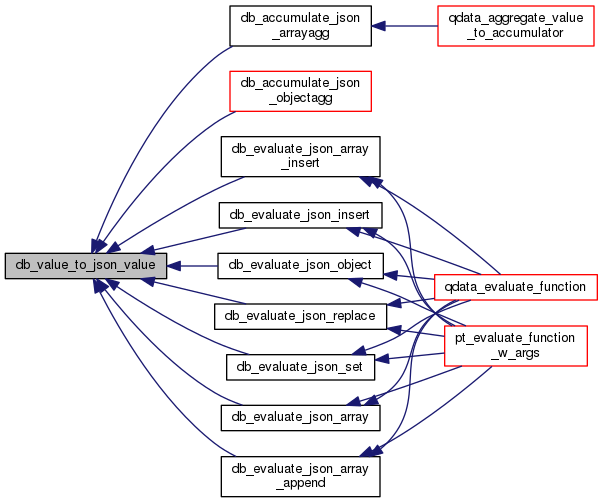 db_accumulate_json
_arrayagg
qdata_aggregate_value
_to_accumulator
db_accumulate_json
_objectagg
db_evaluate_json_array
_insert
db_evaluate_json_insert
db_value_to_json_value
db_evaluate_json_object
qdata_evaluate_function
db_evaluate_json_replace
pt_evaluate_function
_w_args
db_evaluate_json_set
db_evaluate_json_array
db_evaluate_json_array
_append